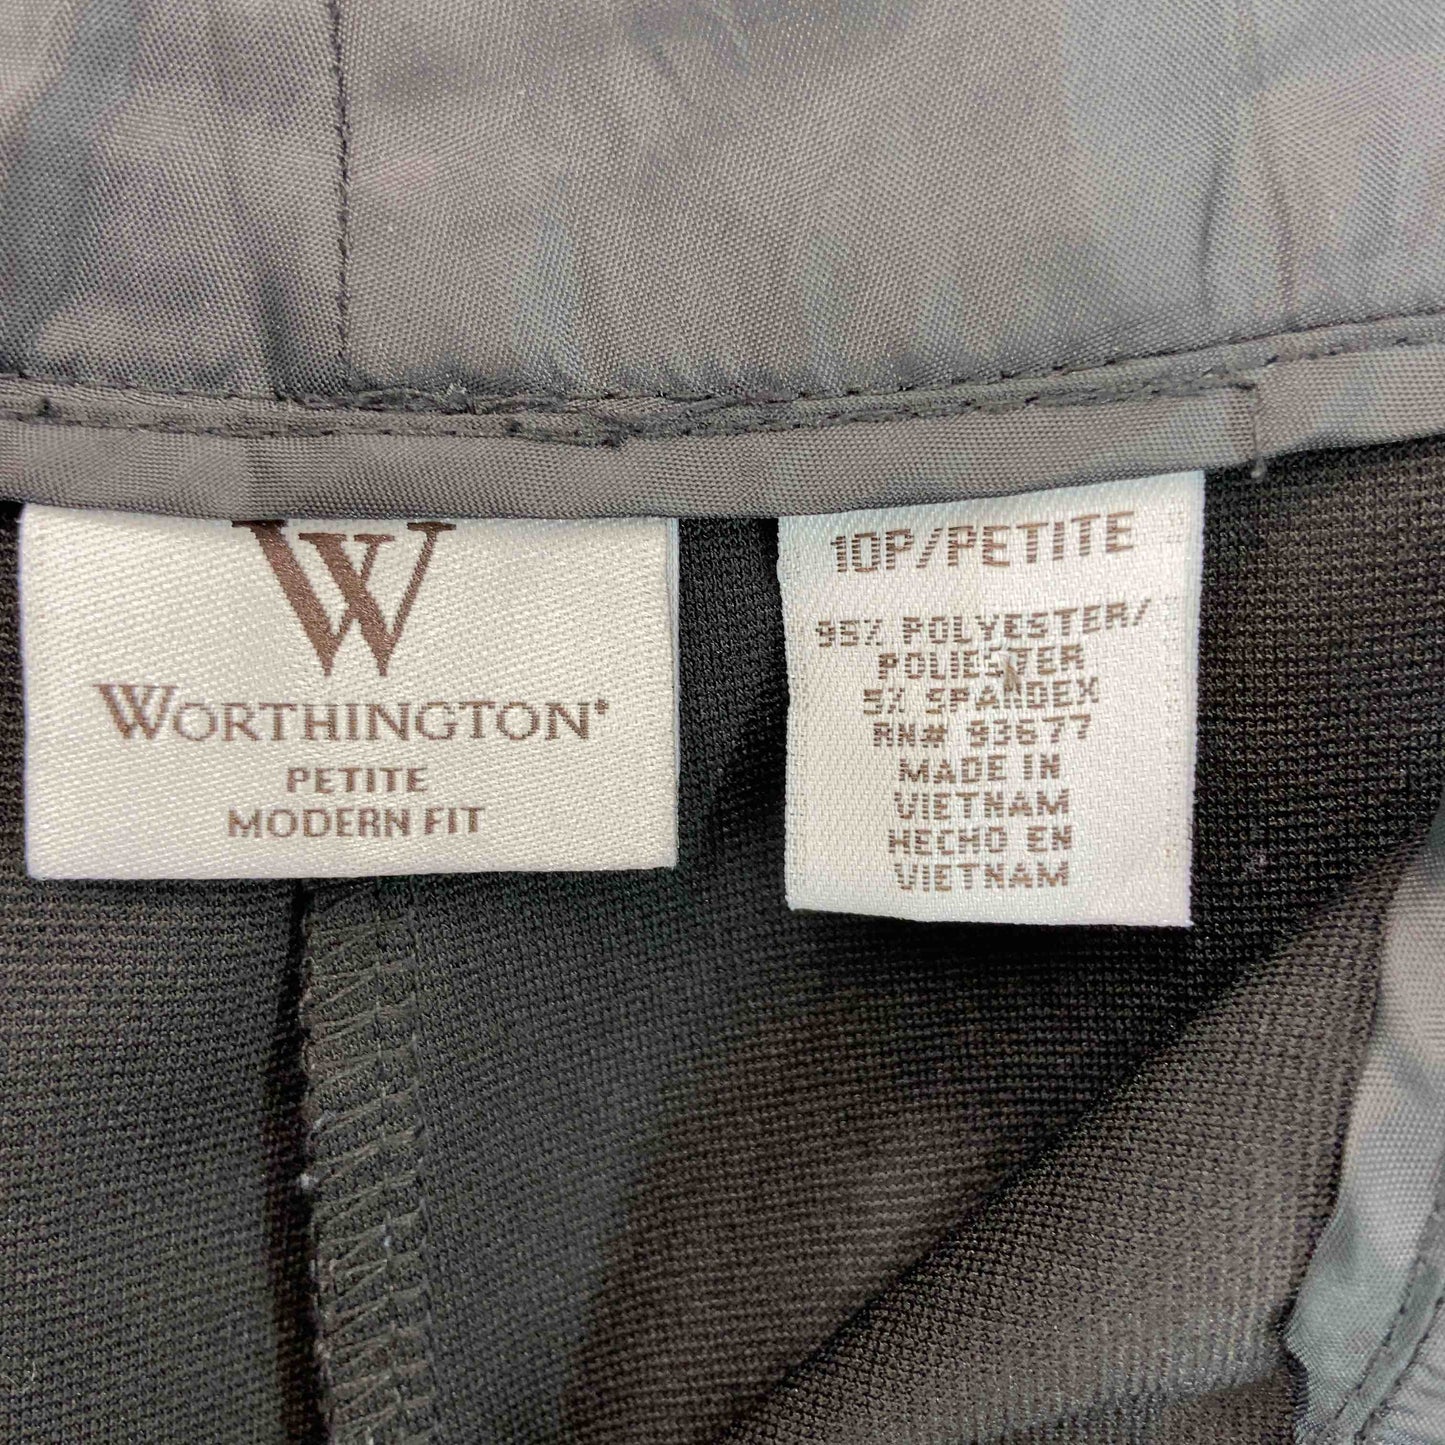 W
WORTHINGTON®
PETITE
MODERN FIT
10P/PETITE
95% POLYESTER/
POLIESTER
5% SPANDEX
RN# 93677
MADE IN
VIETNAM
HECHO EN
VIETNAM